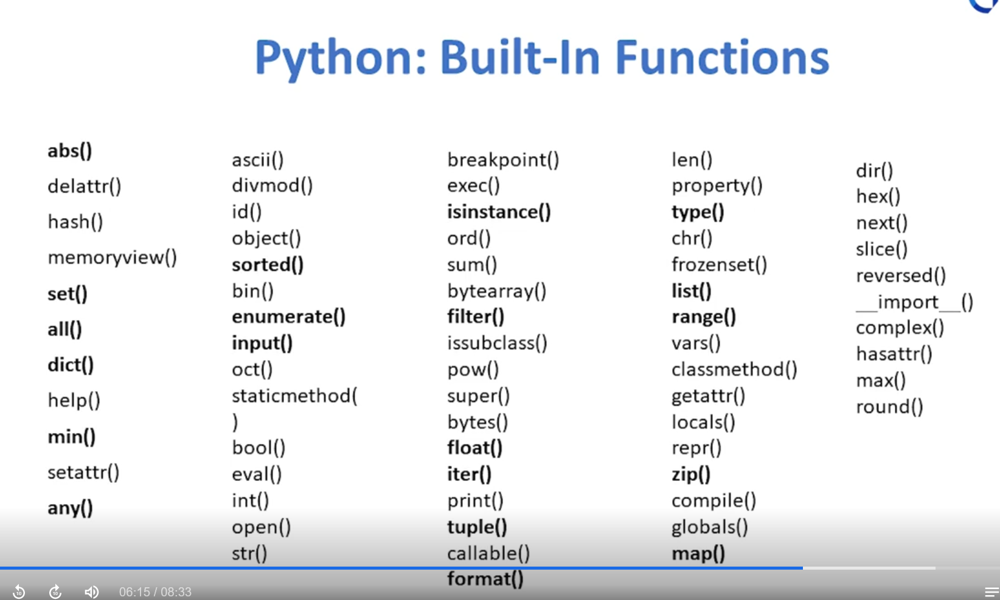 Python: Built-In Functions
abs()
delattr()
hash()
memoryview()
set()
all()
dict()
help()
min()
setattr()
any()
ascii()
divmod()
id()
object()
sorted()
bin()
enumerate()
input()
oct()
staticmethod(
)
bool()
eval()
int()
open()
str()
breakpoint()
exec()
isinstance()
ord()
sum()
bytearray()
filter()
issubclass()
pow()
super()
bytes()
float()
iter()
print()
tuple()
callable()
format()
len()
property()
type()
chr()
frozenset()
list()
range()
vars()
classmethod()
getattr()
locals()
repr()
zip()
compile()
globals()
map()
dir()
hex()
next()
slice()
reversed()
__import__()
complex()
hasattr()
max()
round()
10
10
06:15 / 08:33